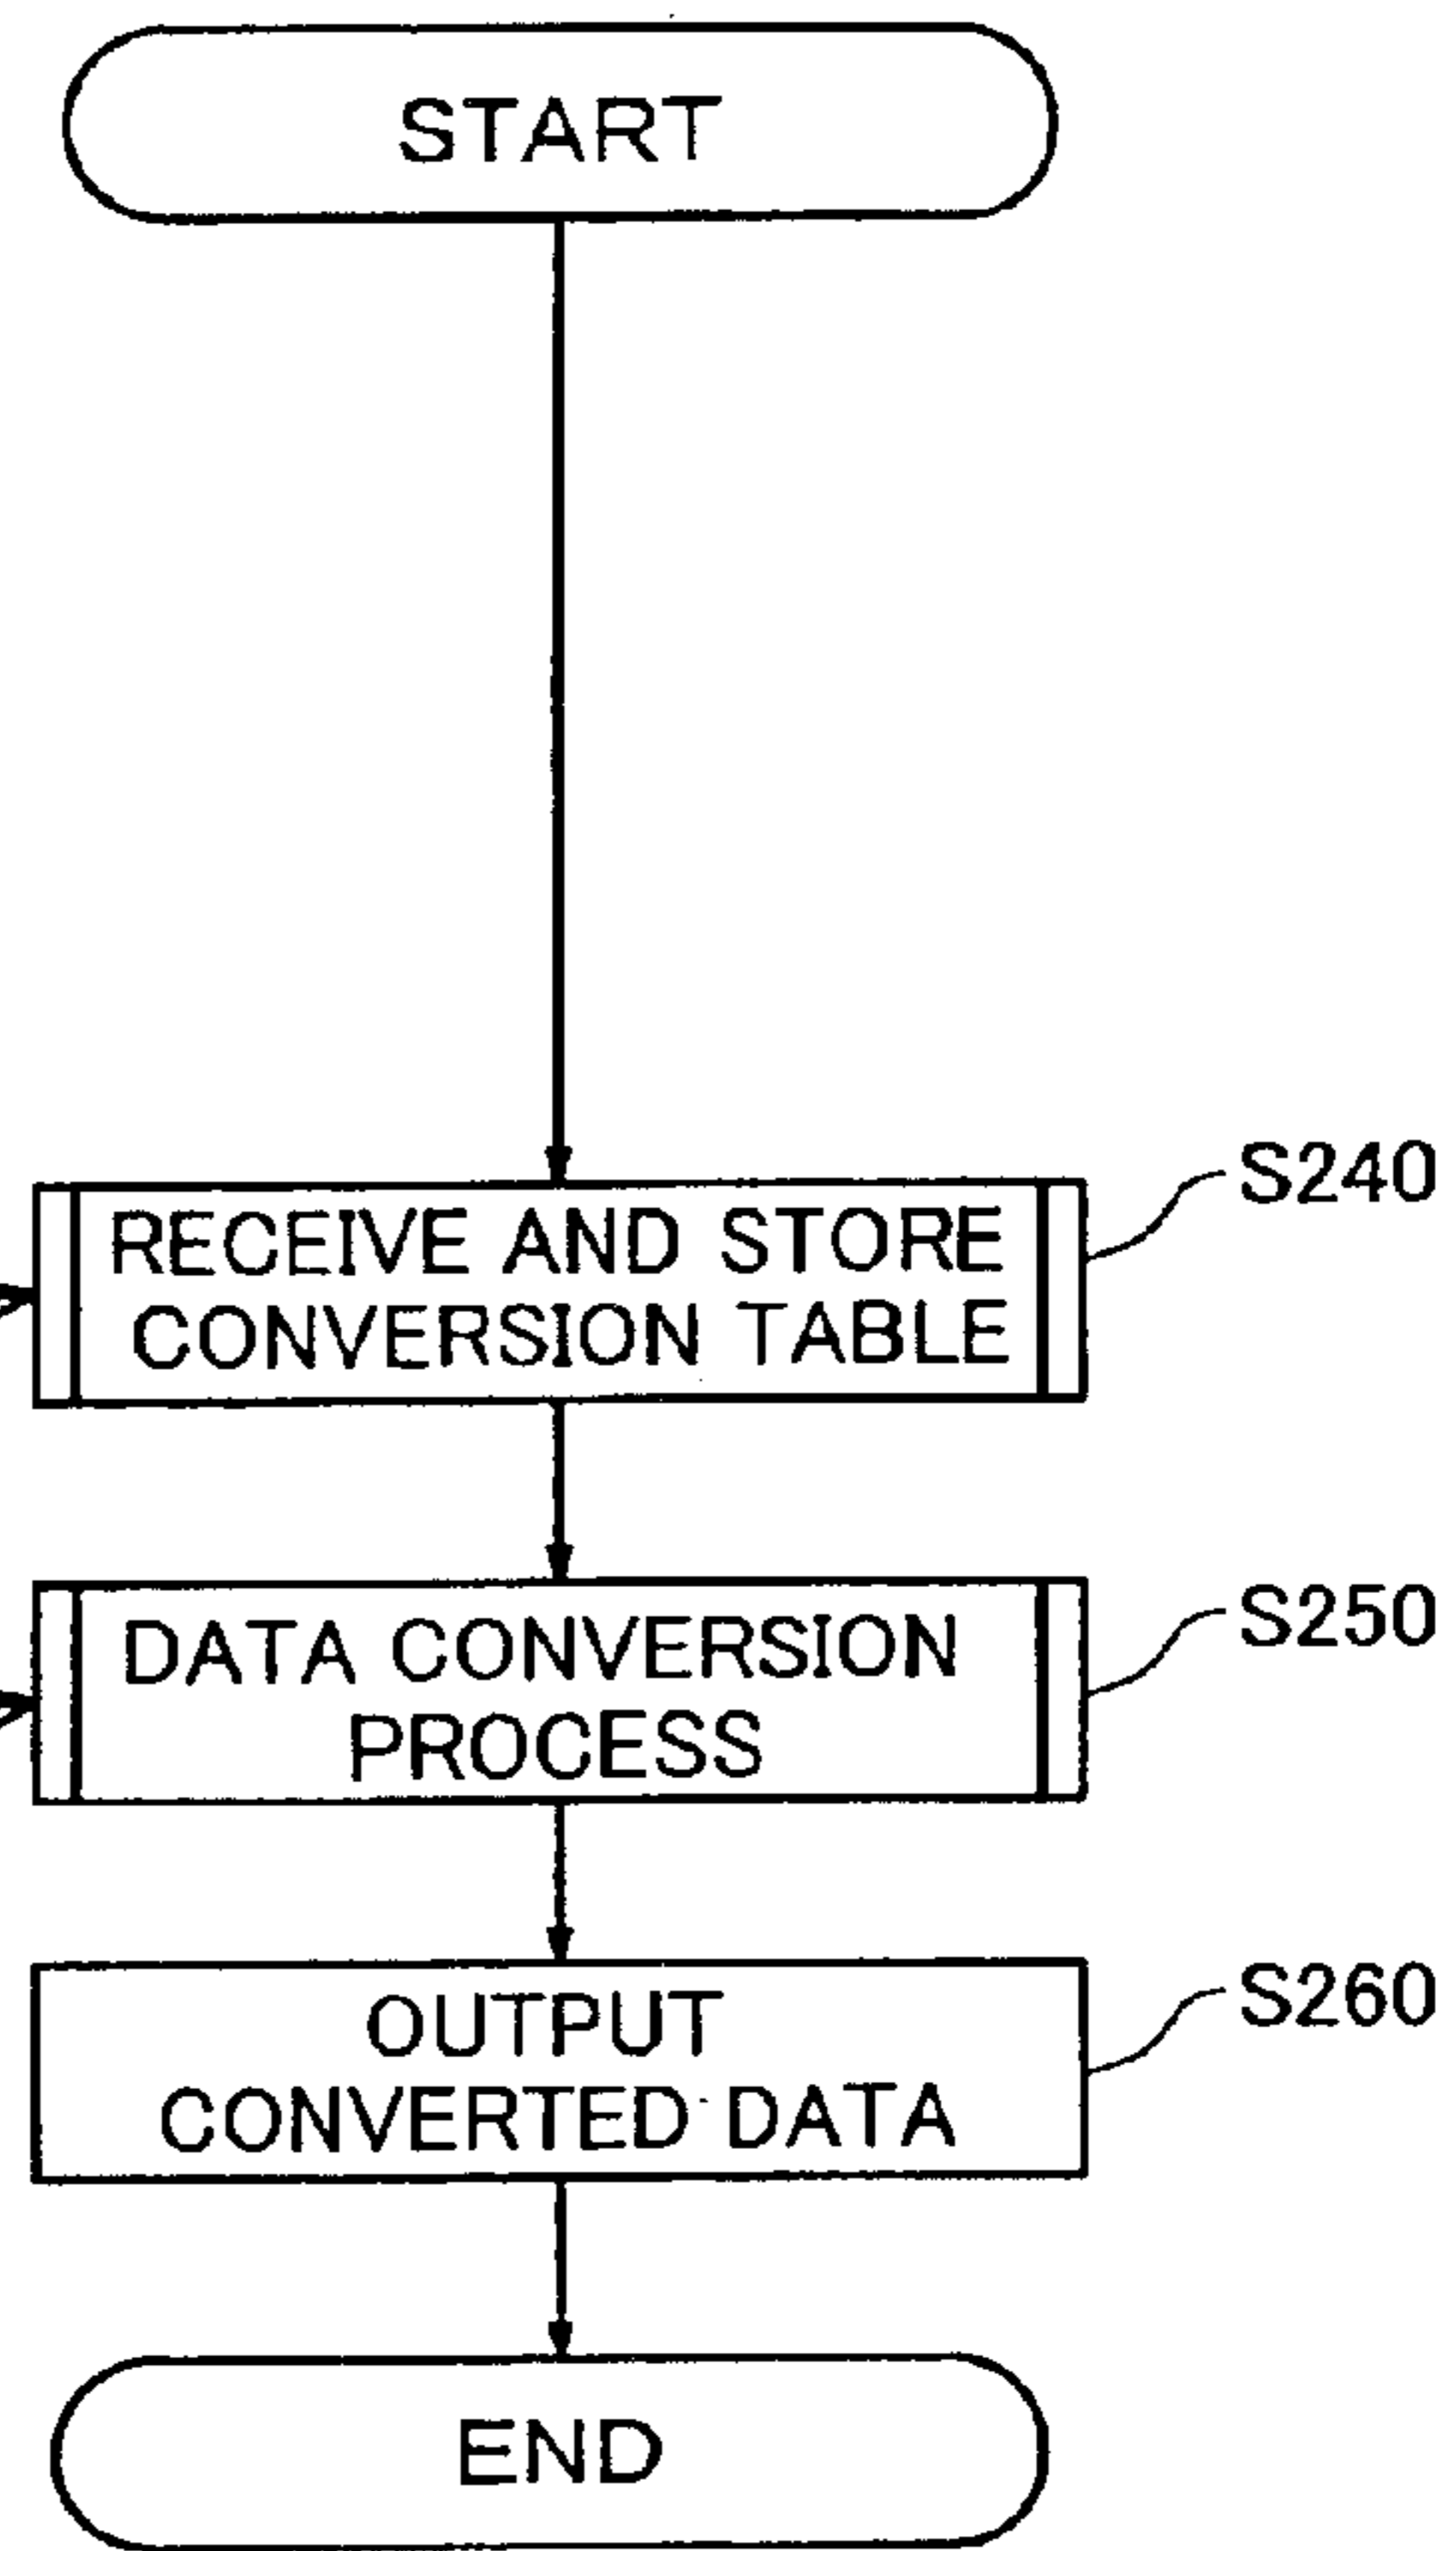 START
RECEIVE AND STORE
CONVERSION TABLE
S240
DATA CONVERSION
PROCESS
S250
OUTPUT
CONVERTED DATA
S260
END